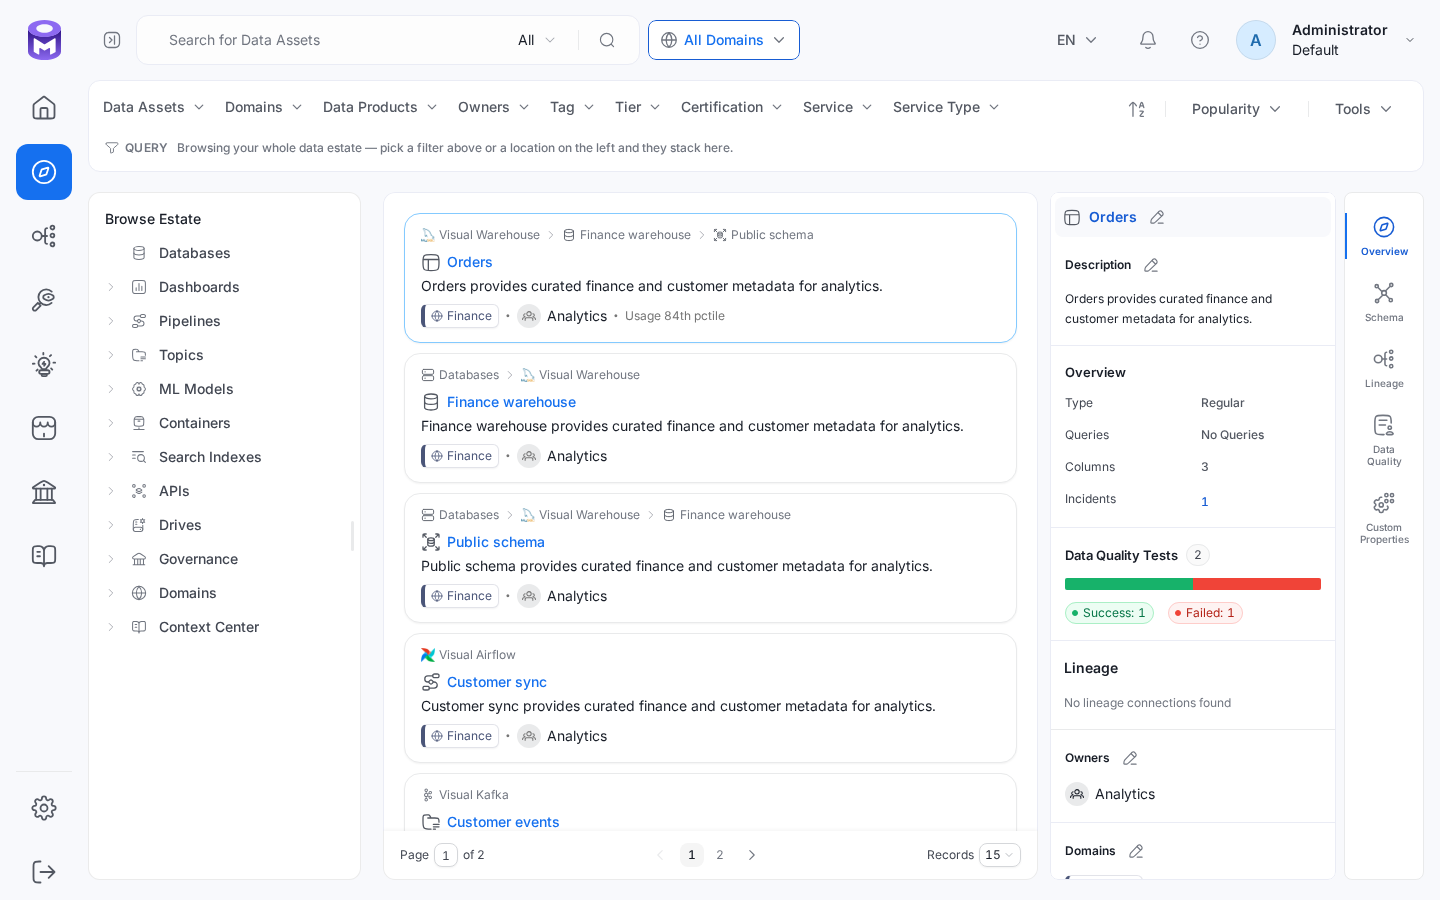 Search for Data Assets
All
All Domains
EN
A
Administrator
Default
Data Assets
Domains
Data Products
Owners
Tag
Tier
Certification
Service
Service Type
Popularity
Tools
QUERY Browsing your whole data estate — pick a filter above or a location on the left and they stack here.
Browse Estate
Databases
Dashboards
Pipelines
Topics
ML Models
Containers
Search Indexes
APIs
Drives
Governance
Domains
Context Center
Visual Warehouse Finance warehouse Public schema
Orders
Orders provides curated finance and customer metadata for analytics.
Finance • Analytics • Usage 84th pctile
Databases Visual Warehouse
Finance warehouse
Finance warehouse provides curated finance and customer metadata for analytics.
Finance • Analytics
Databases Visual Warehouse Finance warehouse
Public schema
Public schema provides curated finance and customer metadata for analytics.
Finance • Analytics
Visual Airflow
Customer sync
Customer sync provides curated finance and customer metadata for analytics.
Finance • Analytics
Visual Kafka
Customer events
Page 1 of 2
1 2
Records 15
Orders
Description
Orders provides curated finance and
customer metadata for analytics.
Overview
Type Regular
Queries No Queries
Columns 3
Incidents 1
Data Quality Tests 2
Success: 1 Failed: 1
Lineage
No lineage connections found
Owners
Analytics
Domains
Overview
Schema
Lineage
Data
Quality
Custom
Properties